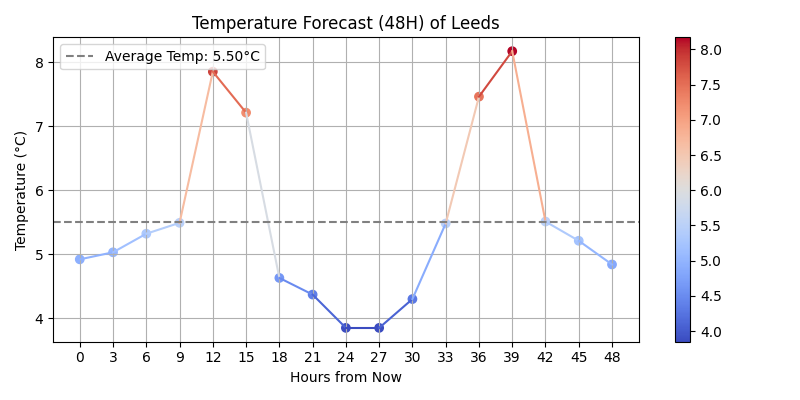 Temperature Forecast (48H) of Leeds
Average Temp: 5.50°C
Temperature (°C)
8
7
6
5
4
0 3 6 9 12 15 18 21 24 27 30 33 36 39 42 45 48
Hours from Now
8.0
7.5
7.0
6.5
6.0
5.5
5.0
4.5
4.0